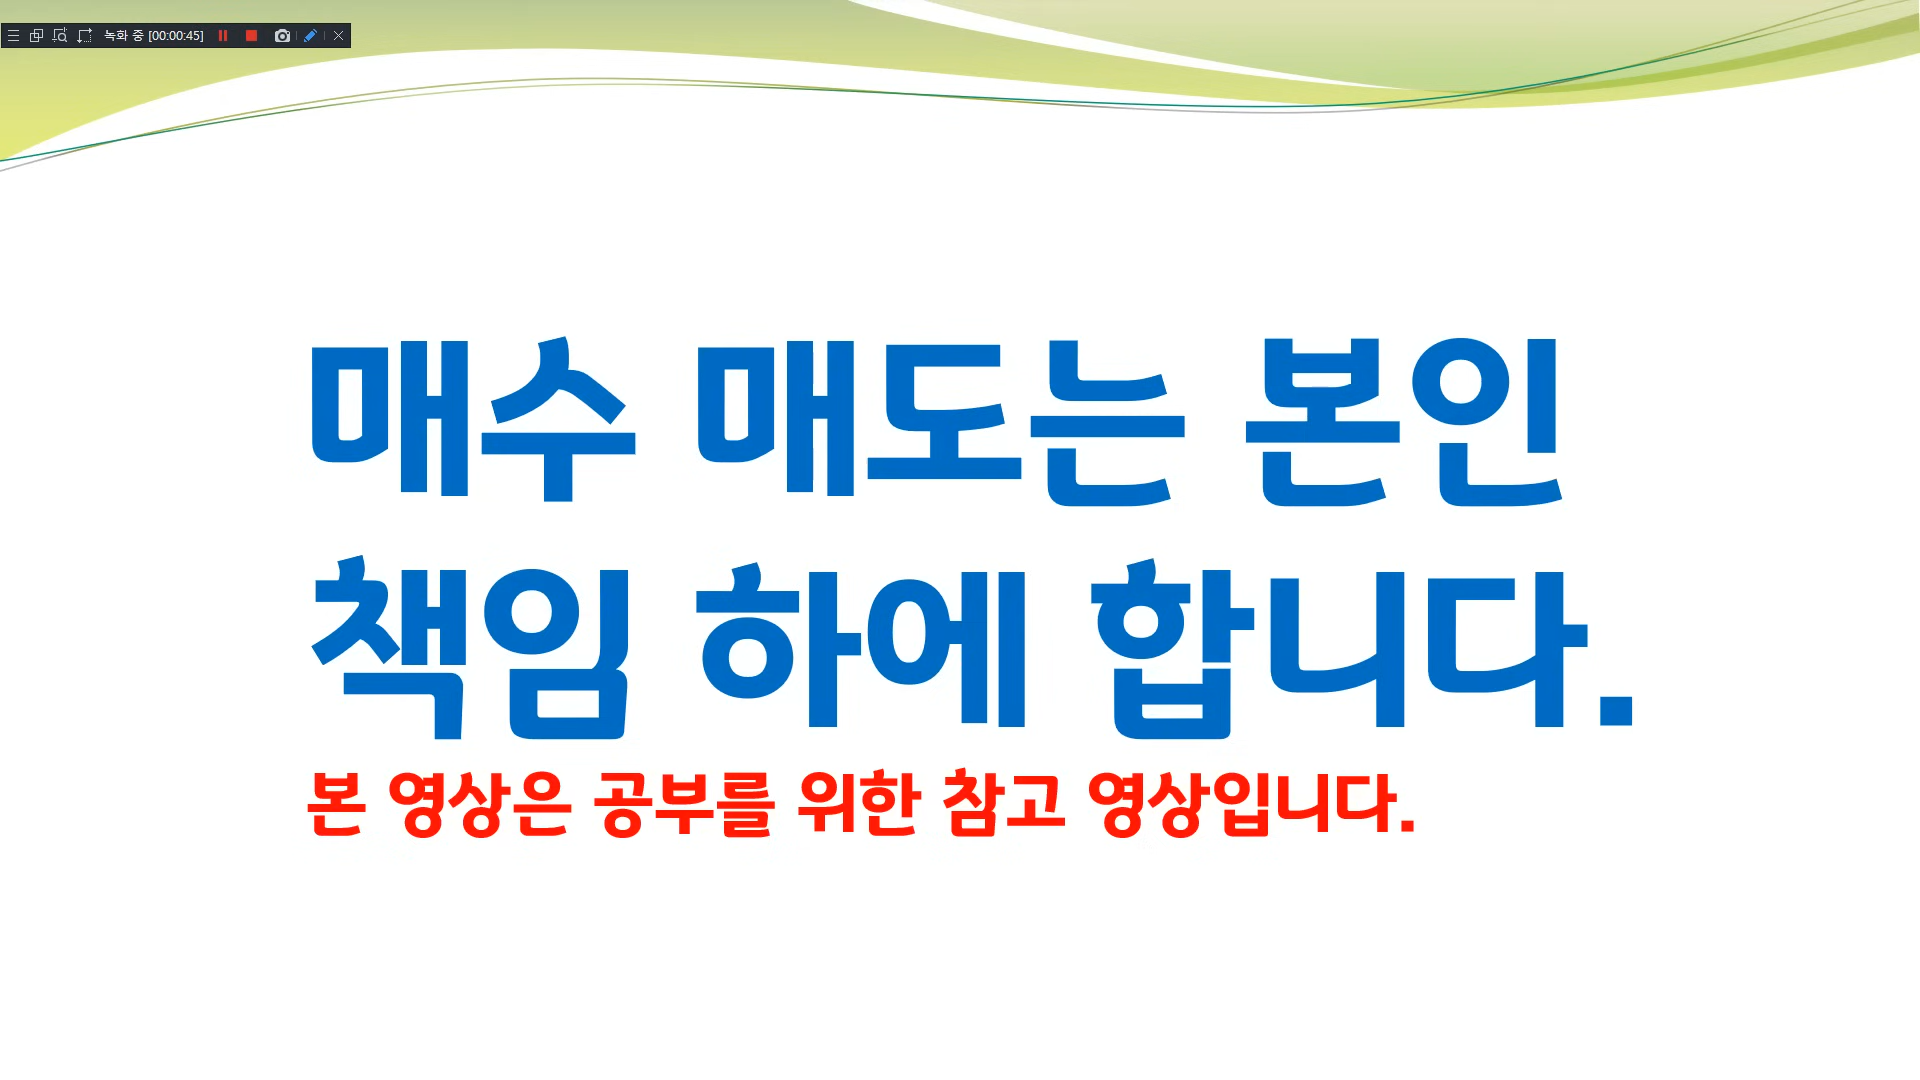 녹화 중 [00:00:45]
매수 매도는 본인
책임 하에 합니다.
본 영상은 공부를 위한 참고 영상입니다.